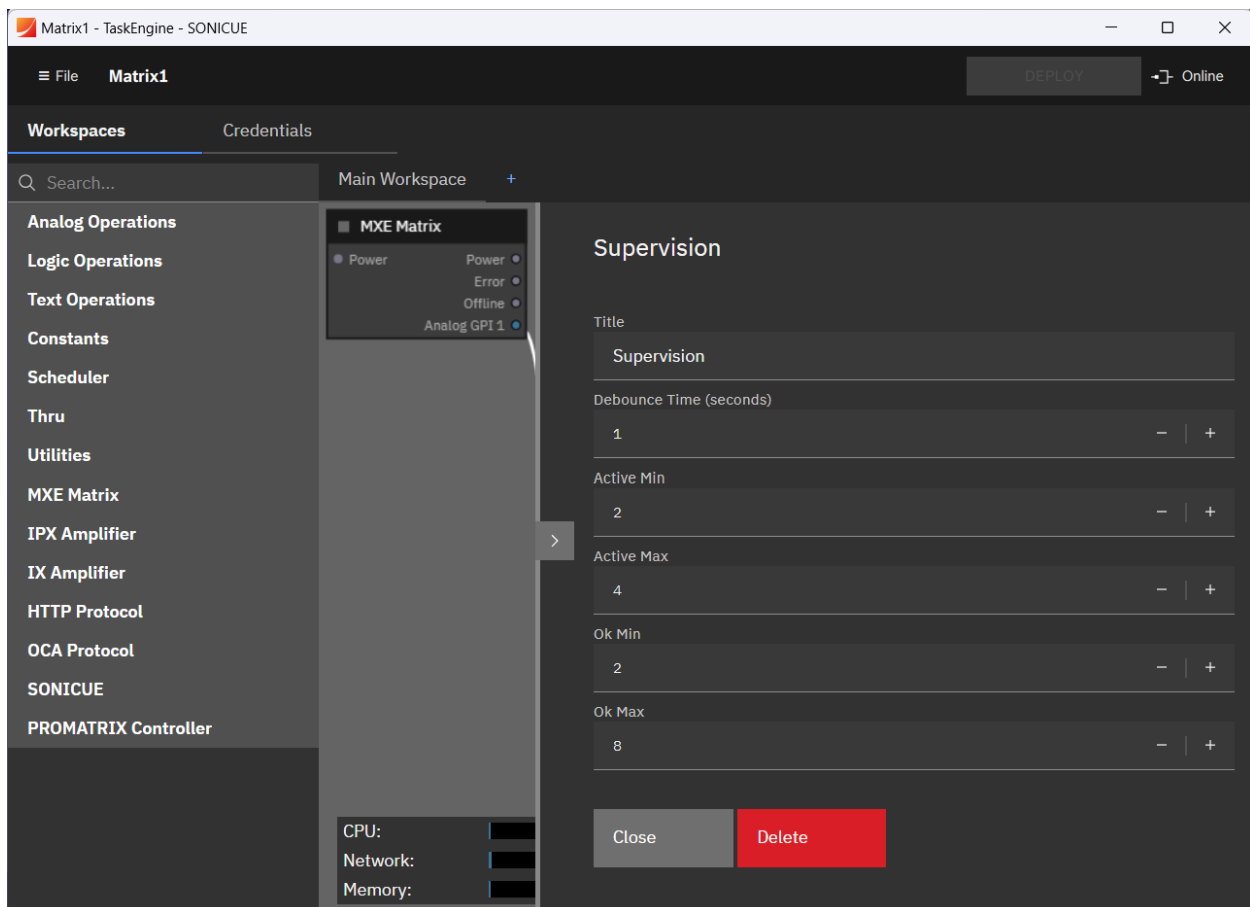 Matrix1 - TaskEngine - SONICUE
File Matrix1 DEPLOY Online
Workspaces Credentials
Search... Main Workspace +
Analog Operations
Logic Operations
Text Operations
Constants
Scheduler
Thru
Utilities
MXE Matrix
IPX Amplifier
IX Amplifier
HTTP Protocol
OCA Protocol
SONICUE
PROMATRIX Controller
MXE Matrix
Power Power
Error
Offline
Analog GPI 1
CPU:
Network:
Memory:
Supervision
Title
Supervision
Debounce Time (seconds)
1 − +
Active Min
2 − +
Active Max
4 − +
Ok Min
2 − +
Ok Max
8 − +
Close Delete